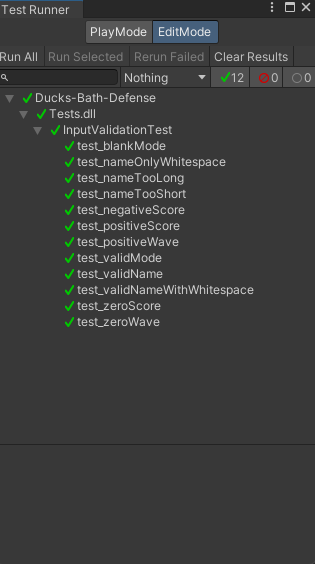 Test Runner
PlayMode EditMode
Run All Run Selected Rerun Failed Clear Results
Nothing 12 0 0
Ducks-Bath-Defense
Tests.dll
InputValidationTest
test_blankMode
test_nameOnlyWhitespace
test_nameTooLong
test_nameTooShort
test_negativeScore
test_positiveScore
test_positiveWave
test_validMode
test_validName
test_validNameWithWhitespace
test_zeroScore
test_zeroWave